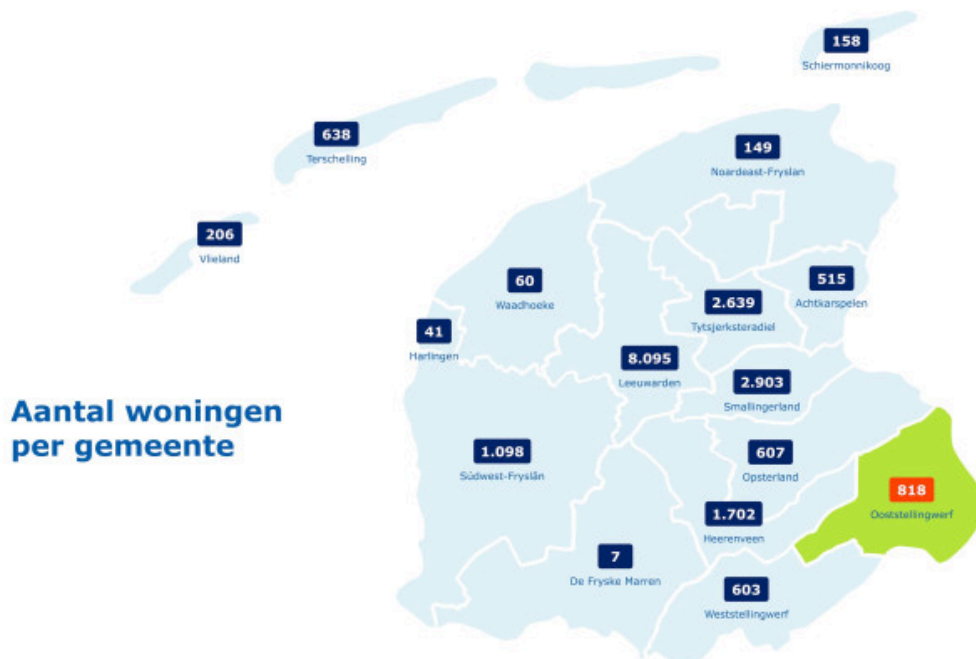 158
Schiermonnikoog
638
Terschelling
149
Noardeast-Fryslan
206
Vlieland
60
Waadhoeke
515
Achtkarspelen
2.639
Tytsjerksteradiel
41
Harlingen
8.095
Leeuwarden
2.903
Smallingerland
Aantal woningen
per gemeente
1.098
Súdwest-Fryslân
607
Opsterland
818
Ooststellingwerf
1.702
Heerenveen
7
De Fryske Marren
603
Weststellingwerf